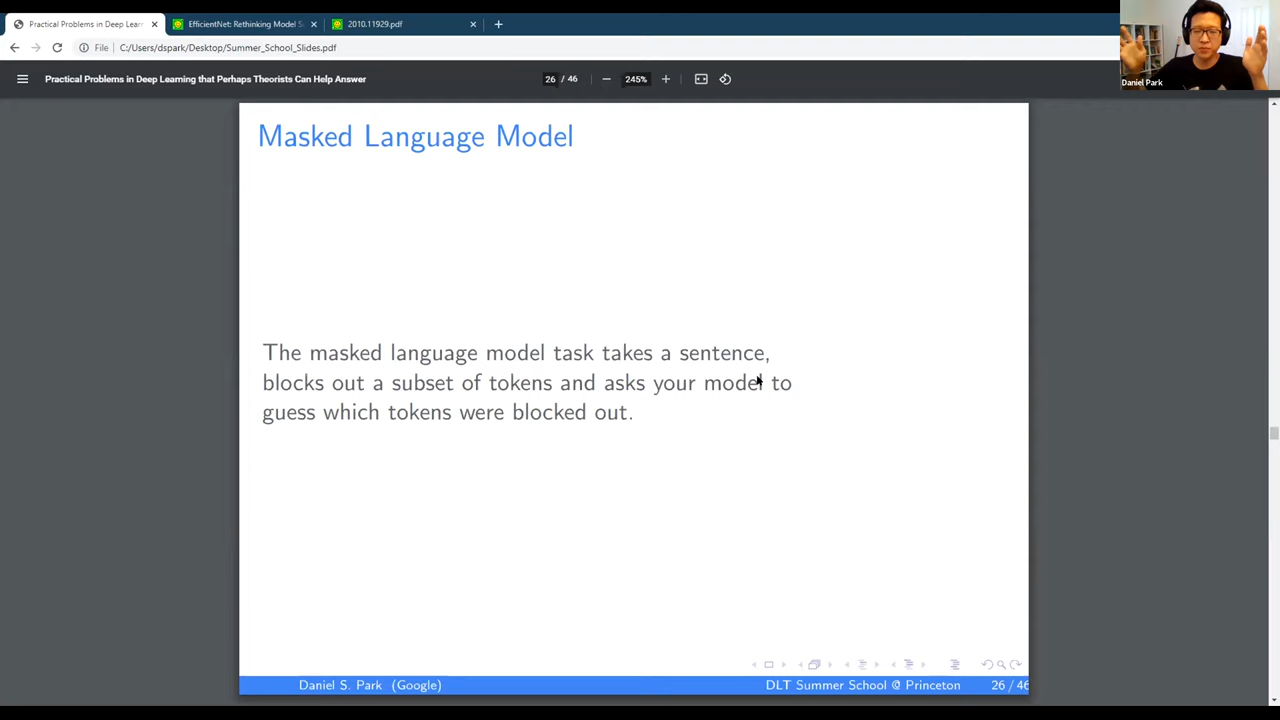 Practical Problems in Deep Lear
EfficientNet: Rethinking Model S
2010.11929.pdf
File
C:/Users/dspark/Desktop/Summer_School_Slides.pdf
Practical Problems in Deep Learning that Perhaps Theorists Can Help Answer
26 / 46
245%
Daniel Park
Masked Language Model
The masked language model task takes a sentence,
blocks out a subset of tokens and asks your model to
guess which tokens were blocked out.
Daniel S. Park (Google)
DLT Summer School @ Princeton
26 / 46